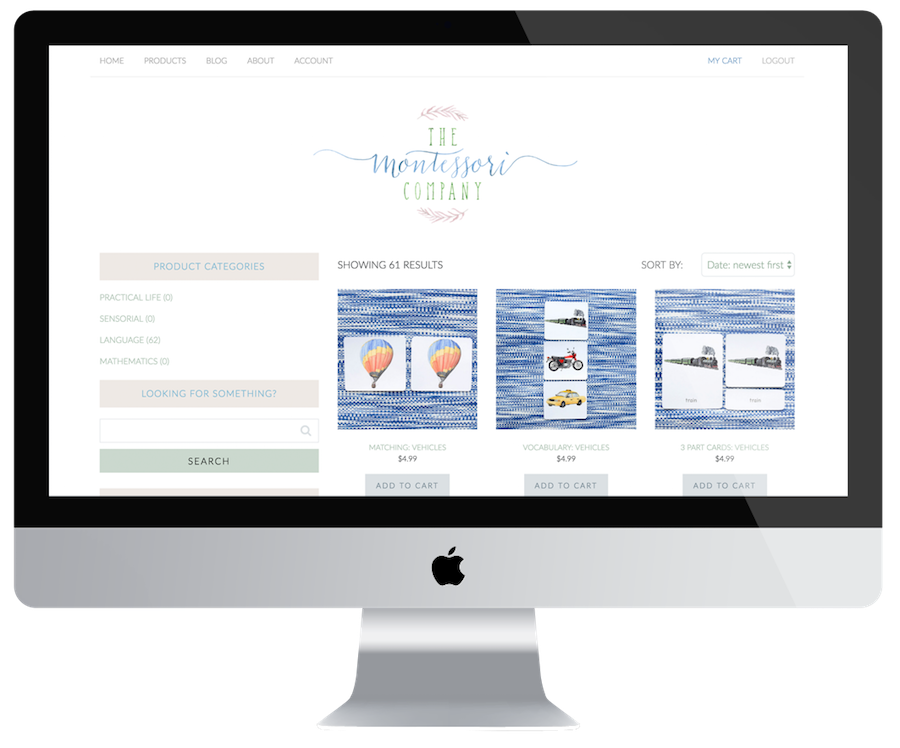 HOME PRODUCTS BLOG ABOUT ACCOUNT MY CART LOGOUT
THE
Montessori
COMPANY
PRODUCT CATEGORIES
PRACTICAL LIFE (0)
SENSORIAL (0)
LANGUAGE (62)
MATHEMATICS (0)
LOOKING FOR SOMETHING?
SEARCH
SHOWING 61 RESULTS SORT BY: Date: newest first
MATCHING: VEHICLES
$4.99
ADD TO CART
VOCABULARY: VEHICLES
$4.99
ADD TO CART
3 PART CARDS: VEHICLES
$4.99
ADD TO CART